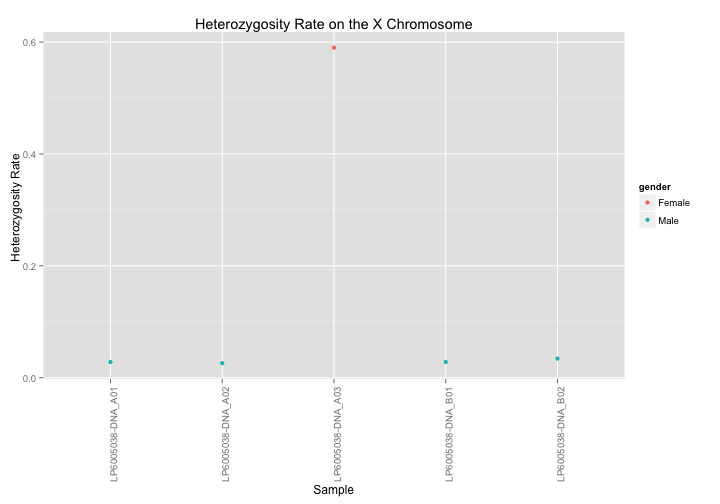 Heterozygosity Rate on the X Chromosome
Heterozygosity Rate
0.6
0.4
0.2
0.0
LP6005038-DNA_A01
LP6005038-DNA_A02
LP6005038-DNA_A03
LP6005038-DNA_B01
LP6005038-DNA_B02
Sample
gender
Female
Male